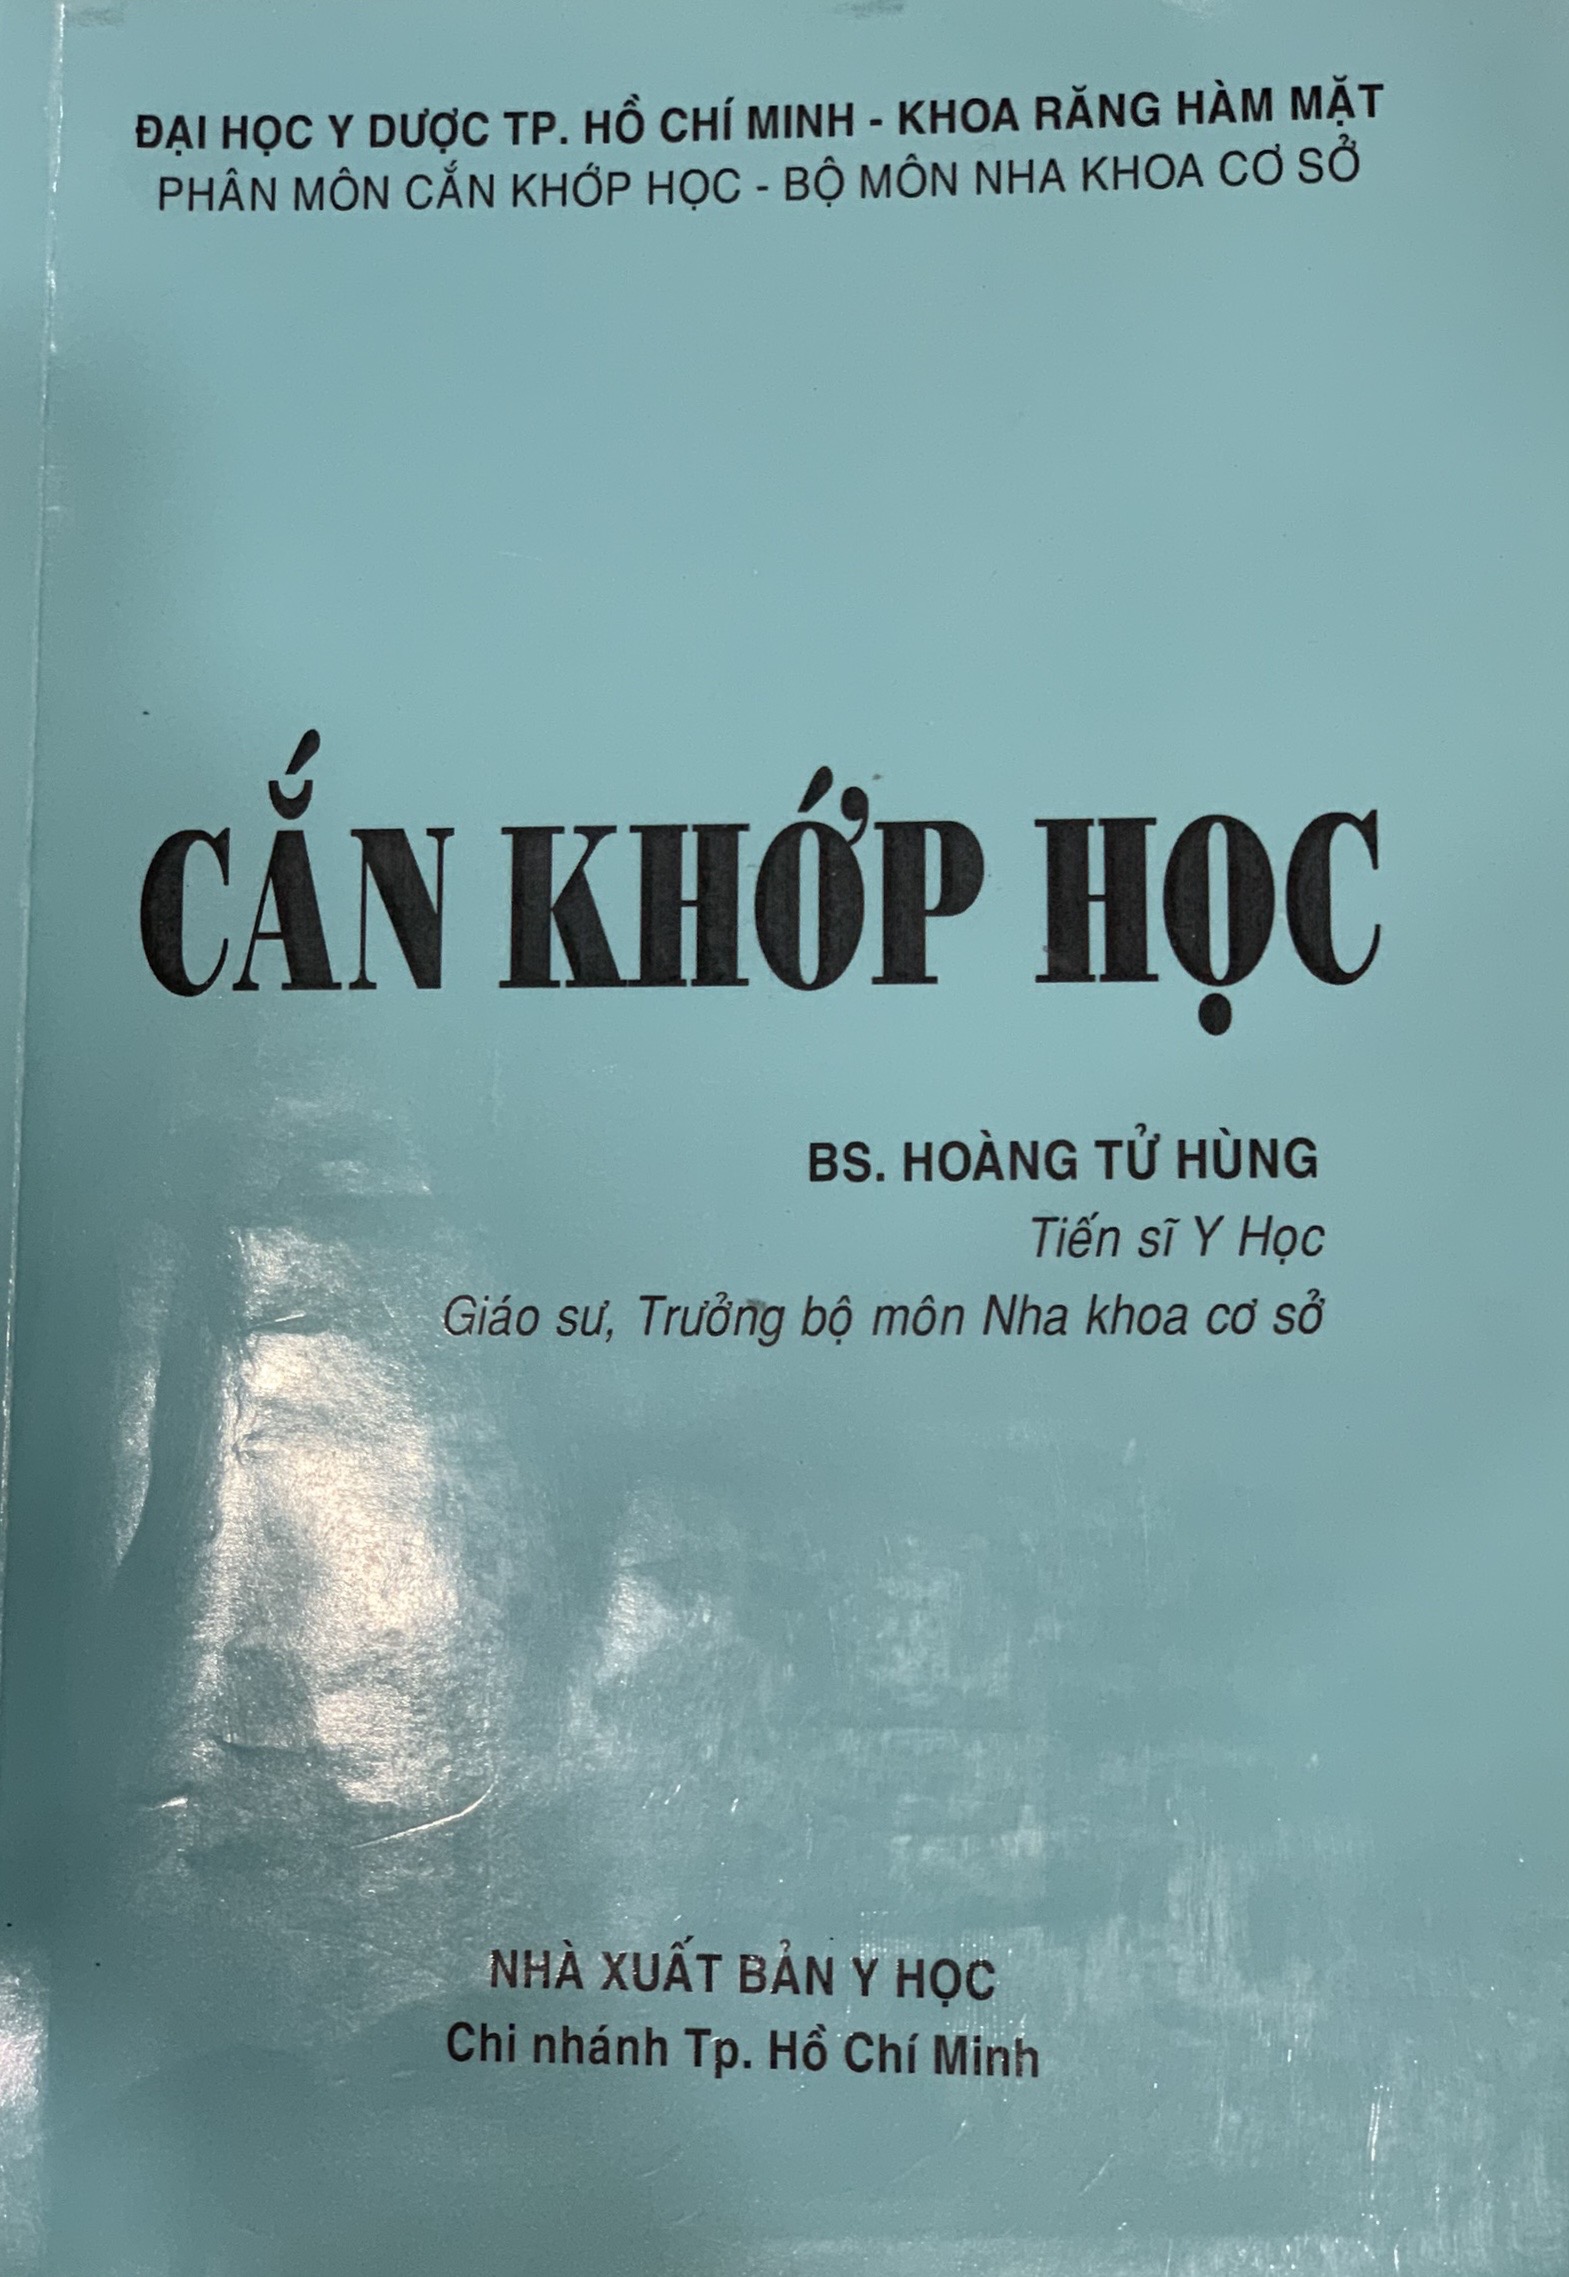 ĐẠI HỌC Y DƯỢC TP. HỒ CHÍ MINH - KHOA RĂNG HÀM MẶT
PHÂN MÔN CẮN KHỚP HỌC - BỘ MÔN NHA KHOA CƠ SỞ
CẮN KHỚP HỌC
BS. HOÀNG TỬ HÙNG
Tiến sĩ Y Học
Giáo sư, Trưởng bộ môn Nha khoa cơ sở
NHÀ XUẤT BẢN Y HỌC
Chi nhánh Tp. Hồ Chí Minh